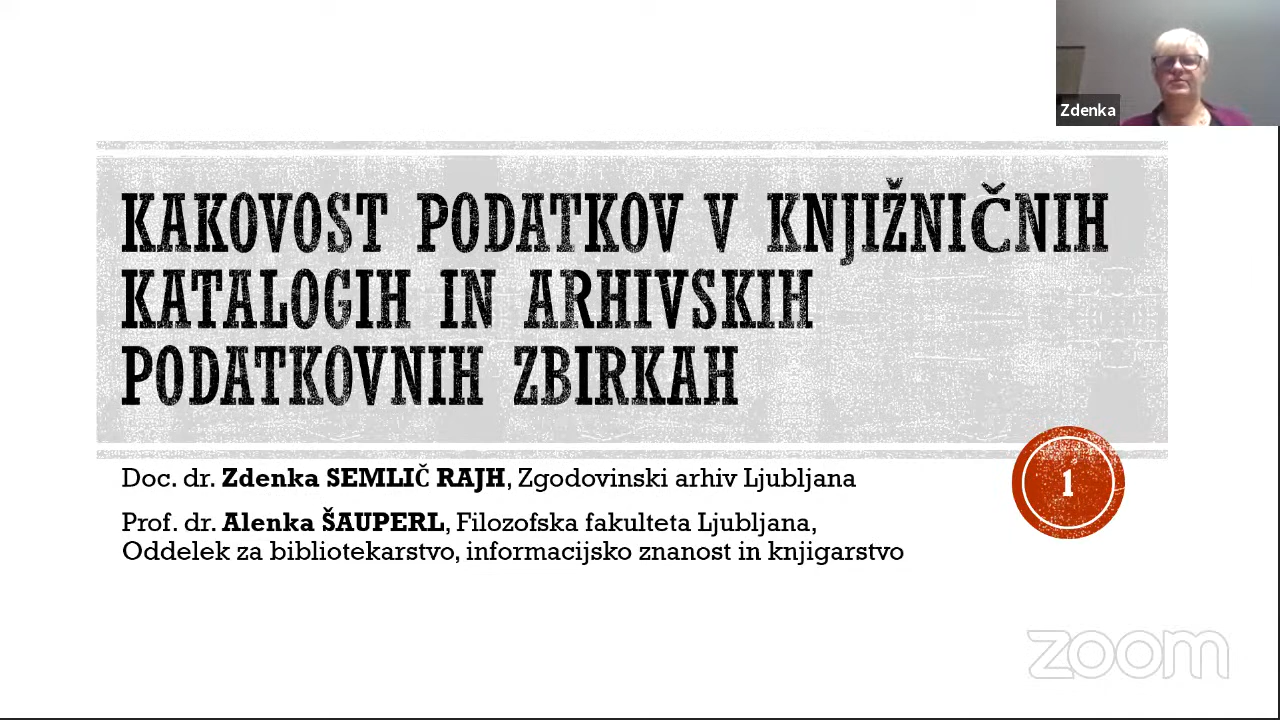 Zdenka
KAKOVOST PODATKOV V KNJIŽNIČNIH
KATALOGIH IN ARHIVSKIH
PODATKOVNIH ZBIRKAH
Doc. dr. Zdenka SEMLIČ RAJH, Zgodovinski arhiv Ljubljana
1
Prof. dr. Alenka ŠAUPERL, Filozofska fakulteta Ljubljana,
Oddelek za bibliotekarstvo, informacijsko znanost in knjigarstvo
zoom